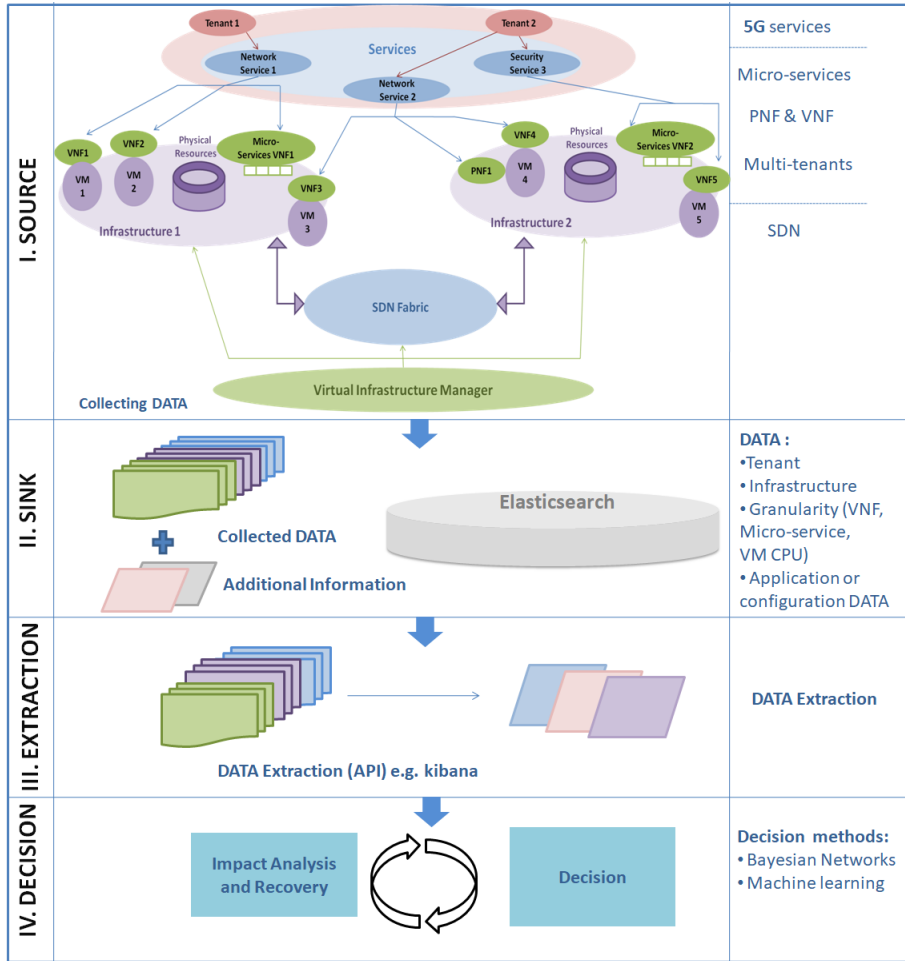 I. SOURCE
Tenant 1
Tenant 2
Services
Network
Service 1
Network
Service 2
Security
Service 3
VNF1
VM
1
VNF2
VM
2
Physical
Resources
Micro-
Services VNF1
VNF3
VM
3
Infrastructure 1
PNF1
VNF4
VM
4
Physical
Resources
Micro-
Services VNF2
VNF5
VM
5
Infrastructure 2
SDN Fabric
Virtual Infrastructure Manager
Collecting DATA
5G services
Micro-services
PNF & VNF
Multi-tenants
SDN
II. SINK
Collected DATA
Additional Information
Elasticsearch
DATA :
•Tenant
•Infrastructure
•Granularity (VNF,
Micro-service,
VM CPU)
•Application or
configuration DATA
III. EXTRACTION
DATA Extraction (API) e.g. kibana
DATA Extraction
IV. DECISION
Impact Analysis
and Recovery
Decision
Decision methods:
• Bayesian Networks
• Machine learning